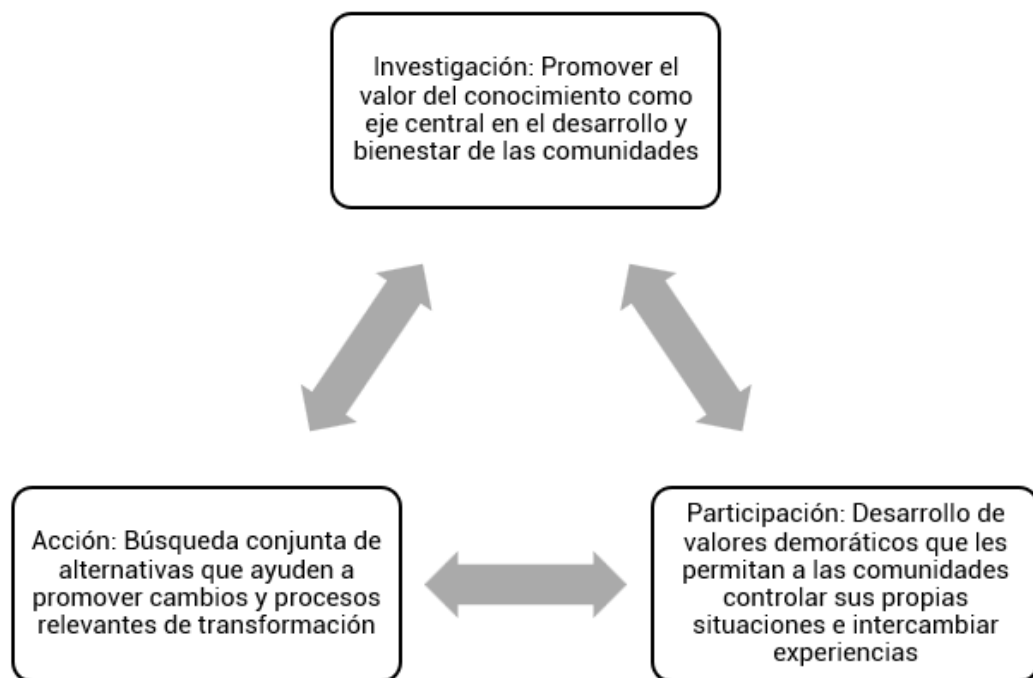 Investigación: Promover el
valor del conocimiento como
eje central en el desarrollo y
bienestar de las comunidades
Acción: Búsqueda conjunta de
alternativas que ayuden a
promover cambios y procesos
relevantes de transformación
Participación: Desarrollo de
valores demoráticos que les
permitan a las comunidades
controlar sus propias
situaciones e intercambiar
experiencias